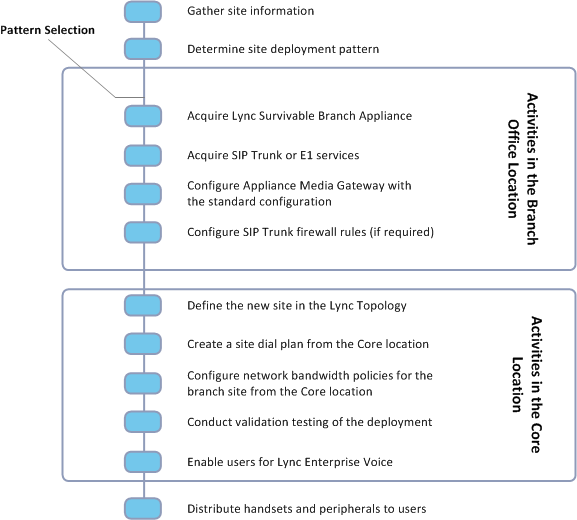 Gather site information
Pattern Selection
Determine site deployment pattern
Acquire Lync Survivable Branch Appliance
Acquire SIP Trunk or E1 services
Configure Appliance Media Gateway with
the standard configuration
Configure SIP Trunk firewall rules (if required)
Activities in the Branch
Office Location
Define the new site in the Lync Topology
Create a site dial plan from the Core location
Configure network bandwidth policies for the
branch site from the Core location
Conduct validation testing of the deployment
Enable users for Lync Enterprise Voice
Activities in the Core
Location
Distribute handsets and peripherals to users